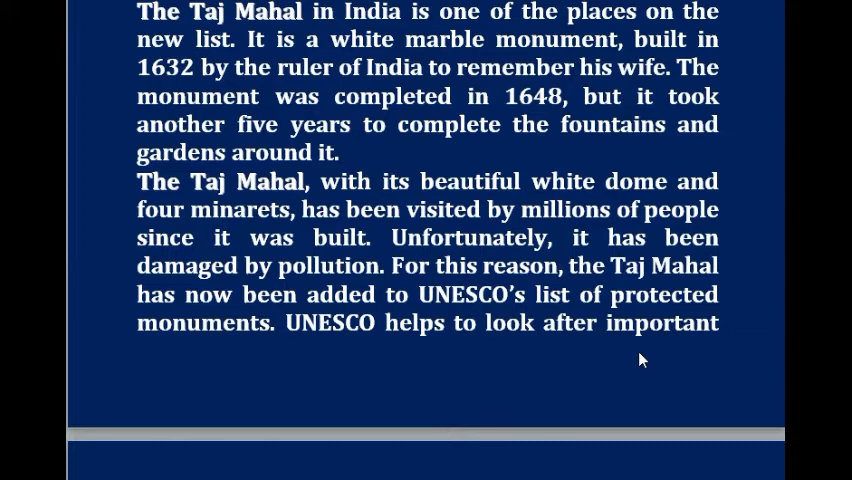 The Taj Mahal in India is one of the places on the
new list. It is a white marble monument, built in
1632 by the ruler of India to remember his wife. The
monument was completed in 1648, but it took
another five years to complete the fountains and
gardens around it.
The Taj Mahal, with its beautiful white dome and
four minarets, has been visited by millions of people
since it was built. Unfortunately, it has been
damaged by pollution. For this reason, the Taj Mahal
has now been added to UNESCO’s list of protected
monuments. UNESCO helps to look after important